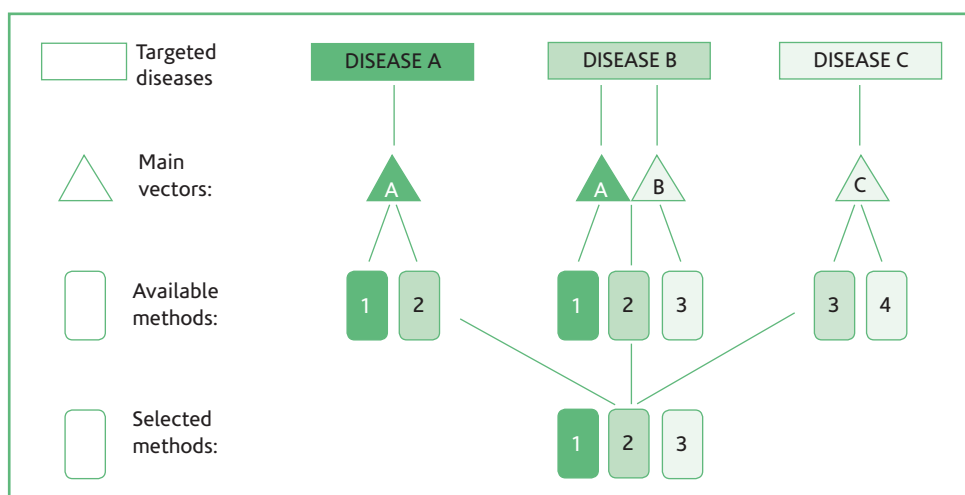 Targeted
diseases
DISEASE A
DISEASE B
DISEASE C
Main
vectors:
A
A
B
C
Available
methods:
1
2
1
2
3
3
4
Selected
methods:
1
2
3